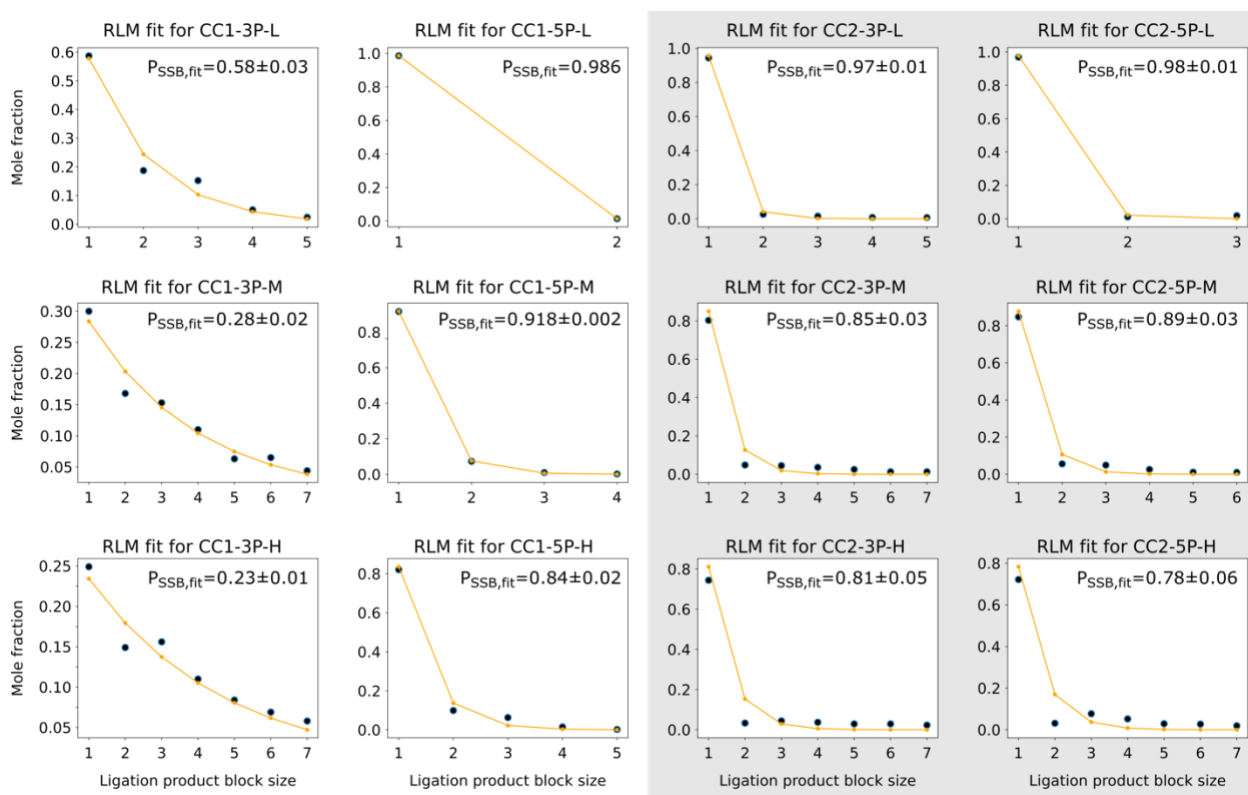 RLM fit for CC1-3P-L
P_SSB,fit=0.58±0.03
Mole fraction
0.6
0.5
0.4
0.3
0.2
0.1
0.0
1 2 3 4 5
RLM fit for CC1-5P-L
P_SSB,fit=0.986
1.0
0.8
0.6
0.4
0.2
0.0
1 2
RLM fit for CC2-3P-L
P_SSB,fit=0.97±0.01
1.0
0.8
0.6
0.4
0.2
0.0
1 2 3 4 5
RLM fit for CC2-5P-L
P_SSB,fit=0.98±0.01
1.0
0.8
0.6
0.4
0.2
0.0
1 2 3
RLM fit for CC1-3P-M
P_SSB,fit=0.28±0.02
Mole fraction
0.30
0.25
0.20
0.15
0.10
0.05
1 2 3 4 5 6 7
RLM fit for CC1-5P-M
P_SSB,fit=0.918±0.002
0.8
0.6
0.4
0.2
0.0
1 2 3 4
RLM fit for CC2-3P-M
P_SSB,fit=0.85±0.03
0.8
0.6
0.4
0.2
0.0
1 2 3 4 5 6 7
RLM fit for CC2-5P-M
P_SSB,fit=0.89±0.03
0.8
0.6
0.4
0.2
0.0
1 2 3 4 5 6
RLM fit for CC1-3P-H
P_SSB,fit=0.23±0.01
Mole fraction
0.25
0.20
0.15
0.10
0.05
1 2 3 4 5 6 7
Ligation product block size
RLM fit for CC1-5P-H
P_SSB,fit=0.84±0.02
0.8
0.6
0.4
0.2
0.0
1 2 3 4 5
Ligation product block size
RLM fit for CC2-3P-H
P_SSB,fit=0.81±0.05
0.8
0.6
0.4
0.2
0.0
1 2 3 4 5 6 7
Ligation product block size
RLM fit for CC2-5P-H
P_SSB,fit=0.78±0.06
0.8
0.6
0.4
0.2
0.0
1 2 3 4 5 6 7
Ligation product block size